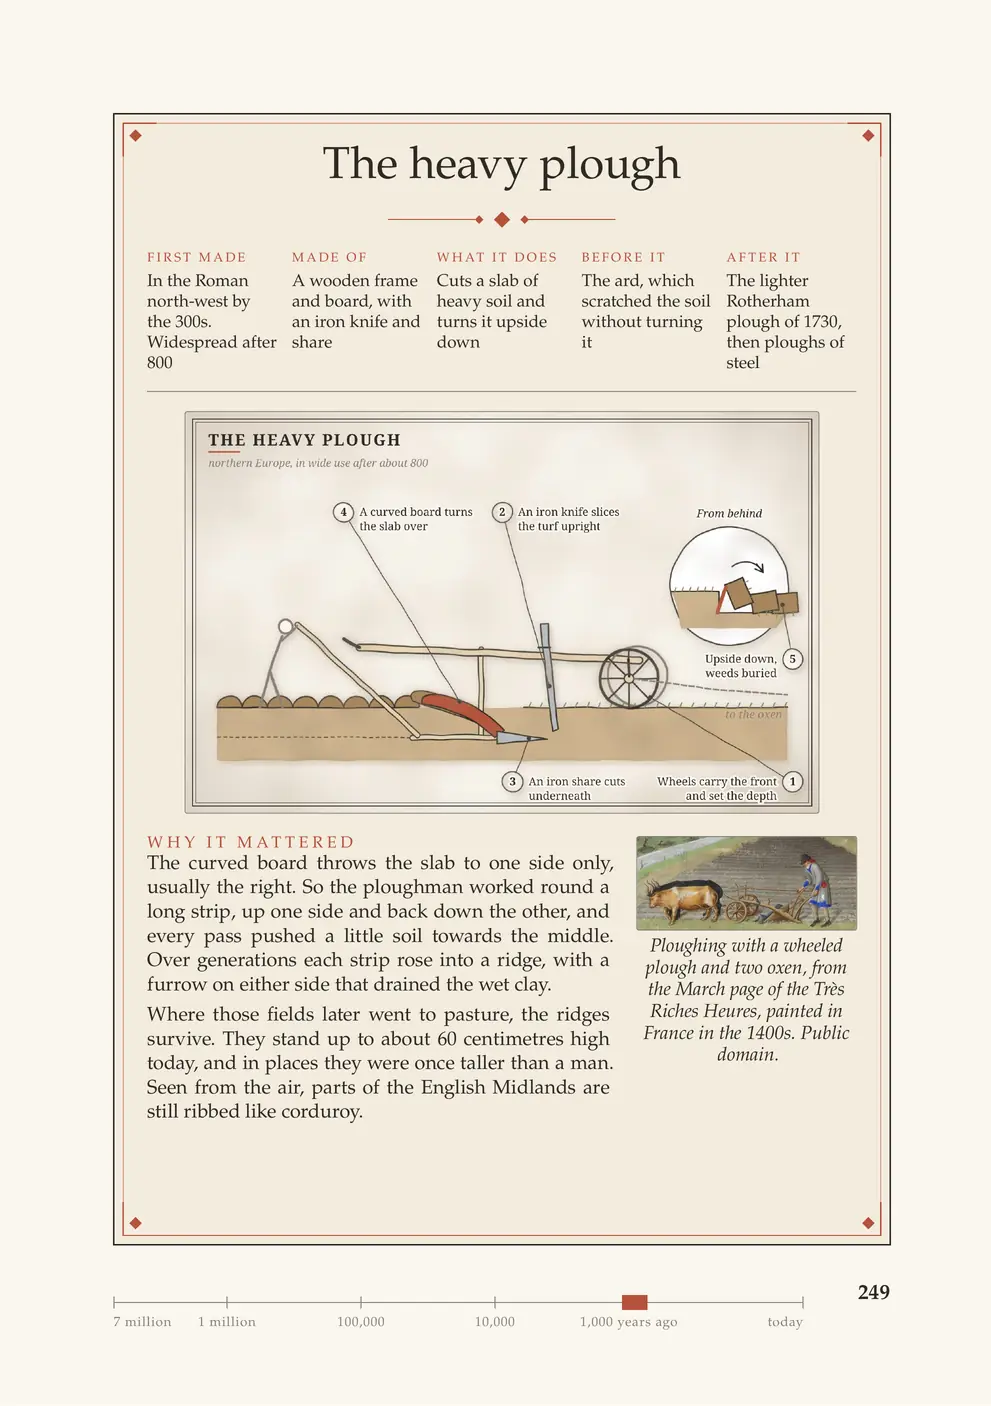 The heavy plough
FIRST MADE
In the Roman
north-west by
the 300s.
Widespread after
800
MADE OF
A wooden frame
and board, with
an iron knife and
share
WHAT IT DOES
Cuts a slab of
heavy soil and
turns it upside
down
BEFORE IT
The ard, which
scratched the soil
without turning
it
AFTER IT
The lighter
Rotherham
plough of 1730,
then ploughs of
steel
THE HEAVY PLOUGH
northern Europe, in wide use after about 800
4 A curved board turns
the slab over
2 An iron knife slices
the turf upright
From behind
Upside down,
weeds buried
5
to the oxen
3 An iron share cuts
underneath
Wheels carry the front
and set the depth
1
WHY IT MATTERED
The curved board throws the slab to one side only,
usually the right. So the ploughman worked round a
long strip, up one side and back down the other, and
every pass pushed a little soil towards the middle.
Over generations each strip rose into a ridge, with a
furrow on either side that drained the wet clay.
Where those fields later went to pasture, the ridges
survive. They stand up to about 60 centimetres high
today, and in places they were once taller than a man.
Seen from the air, parts of the English Midlands are
still ribbed like corduroy.
Ploughing with a wheeled
plough and two oxen, from
the March page of the Très
Riches Heures, painted in
France in the 1400s. Public
domain.
249
7 million
1 million
100,000
10,000
1,000 years ago
today